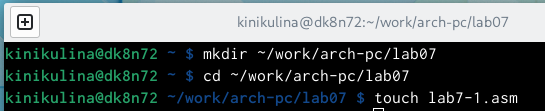 kinikulina@dk8n72:~/work/arch-pc/lab07
kinikulina@dk8n72 ~ $ mkdir ~/work/arch-pc/lab07
kinikulina@dk8n72 ~ $ cd ~/work/arch-pc/lab07
kinikulina@dk8n72 ~/work/arch-pc/lab07 $ touch lab7-1.asm